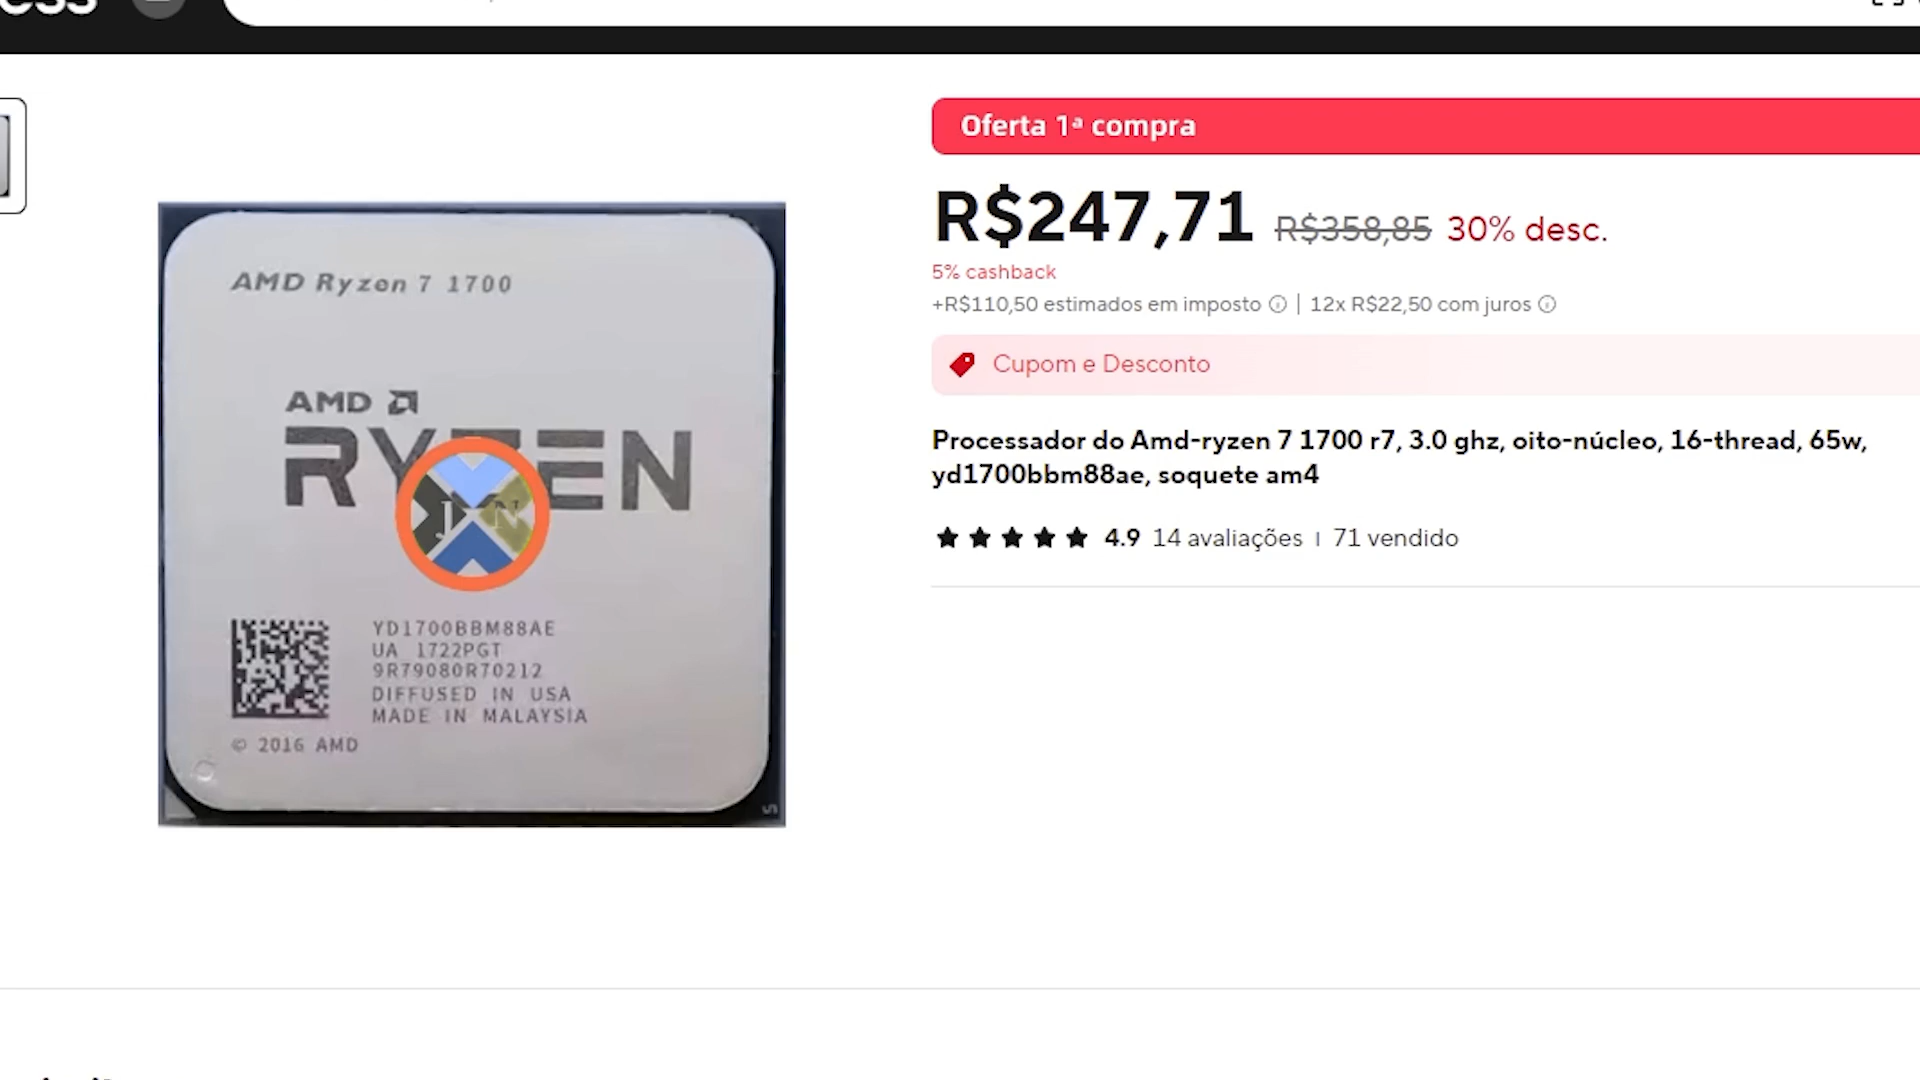 Oferta 1ª compra
R$247,71 R$358,85 30% desc.
5% cashback
+R$110,50 estimados em imposto | 12x R$22,50 com juros
Cupom e Desconto
Processador do Amd-ryzen 7 1700 r7, 3.0 ghz, oito-núcleo, 16-thread, 65w,
yd1700bbm88ae, soquete am4
4.9 14 avaliações | 71 vendido
AMD Ryzen 7 1700
AMD
RYZEN
J N
YD1700BBM88AE
UA 1722PGT
9R79080R70212
DIFFUSED IN USA
MADE IN MALAYSIA
© 2016 AMD